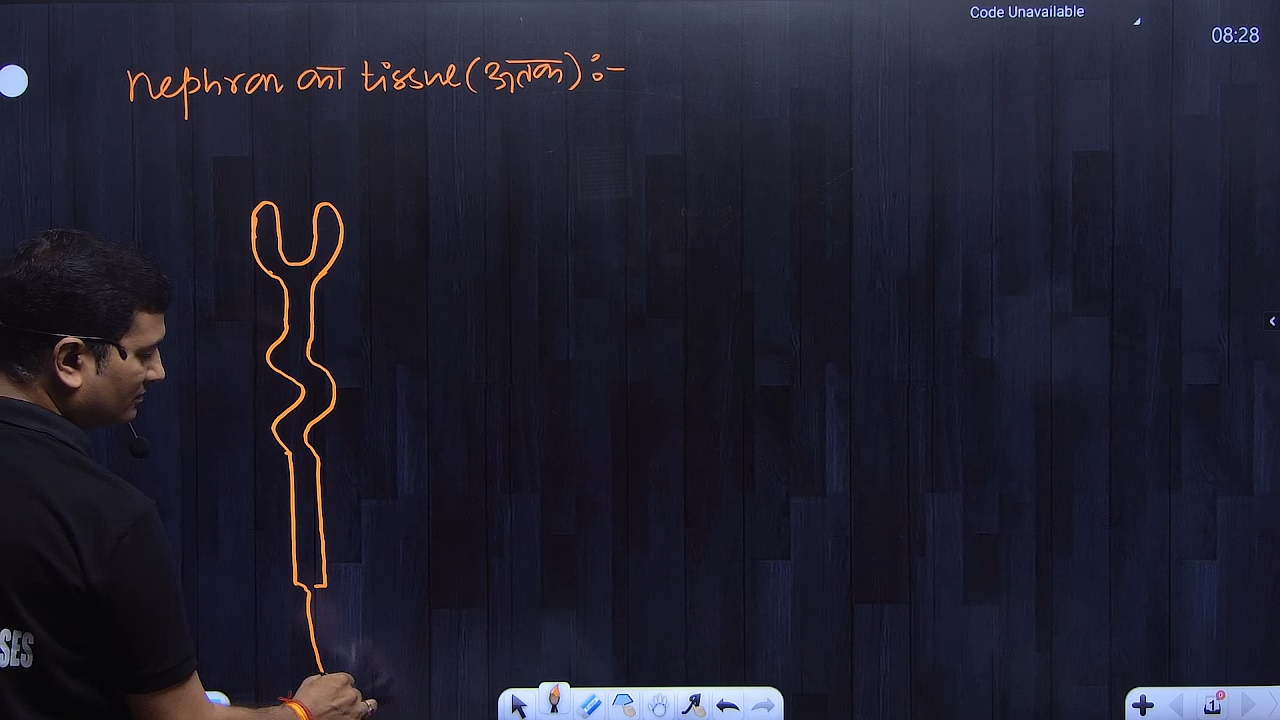 Code Unavailable
08:28
nephron का tissue (ऊतक) :-
SES